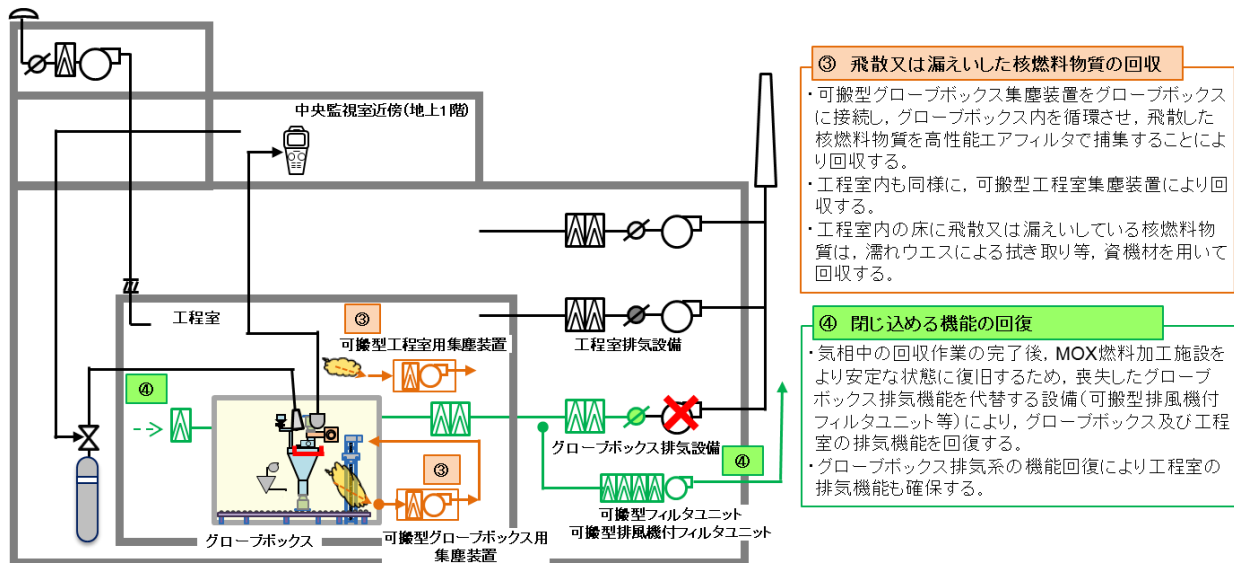 中央監視室近傍(地上1階)
工程室
③
可搬型工程室用集塵装置
④
工程室排気設備
グローブボックス排気設備
④
③
可搬型フィルタユニット
可搬型排風機付フィルタユニット
グローブボックス
可搬型グローブボックス用
集塵装置
③ 飛散又は漏えいした核燃料物質の回収
・可搬型グローブボックス集塵装置をグローブボックス
に接続し，グローブボックス内を循環させ，飛散した
核燃料物質を高性能エアフィルタで捕集することによ
り回収する。
・工程室内も同様に，可搬型工程室集塵装置により回
収する。
・工程室内の床に飛散又は漏えいしている核燃料物
質は，濡れウエスによる拭き取り等，資機材を用いて
回収する。
④ 閉じ込める機能の回復
・気相中の回収作業の完了後，MOX燃料加工施設を
より安定な状態に復旧するため，喪失したグローブ
ボックス排気機能を代替する設備(可搬型排風機付
フィルタユニット等)により，グローブボックス及び工程
室の排気機能を回復する。
・グローブボックス排気系の機能回復により工程室の
排気機能も確保する。